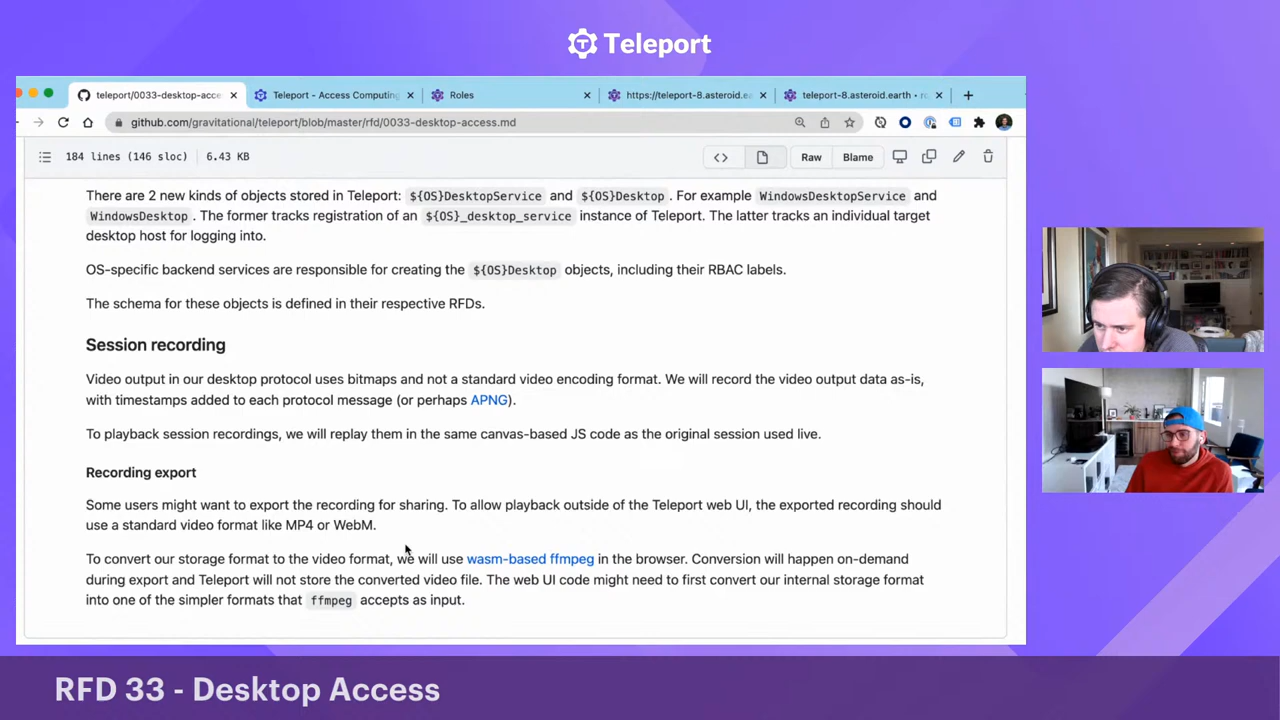 Teleport
teleport/0033-desktop-acce
Teleport - Access Computing
Roles
https://teleport-8.asteroid.ea
teleport-8.asteroid.earth • ro
github.com/gravitational/teleport/blob/master/rfd/0033-desktop-access.md
184 lines (146 sloc) 6.43 KB
Raw
Blame
There are 2 new kinds of objects stored in Teleport: ${OS}DesktopService and ${OS}Desktop . For example WindowsDesktopService and
WindowsDesktop . The former tracks registration of an ${OS}_desktop_service instance of Teleport. The latter tracks an individual target
desktop host for logging into.
OS-specific backend services are responsible for creating the ${OS}Desktop objects, including their RBAC labels.
The schema for these objects is defined in their respective RFDs.
Session recording
Video output in our desktop protocol uses bitmaps and not a standard video encoding format. We will record the video output data as-is,
with timestamps added to each protocol message (or perhaps APNG).
To playback session recordings, we will replay them in the same canvas-based JS code as the original session used live.
Recording export
Some users might want to export the recording for sharing. To allow playback outside of the Teleport web UI, the exported recording should
use a standard video format like MP4 or WebM.
To convert our storage format to the video format, we will use wasm-based ffmpeg in the browser. Conversion will happen on-demand
during export and Teleport will not store the converted video file. The web UI code might need to first convert our internal storage format
into one of the simpler formats that ffmpeg accepts as input.
RFD 33 - Desktop Access